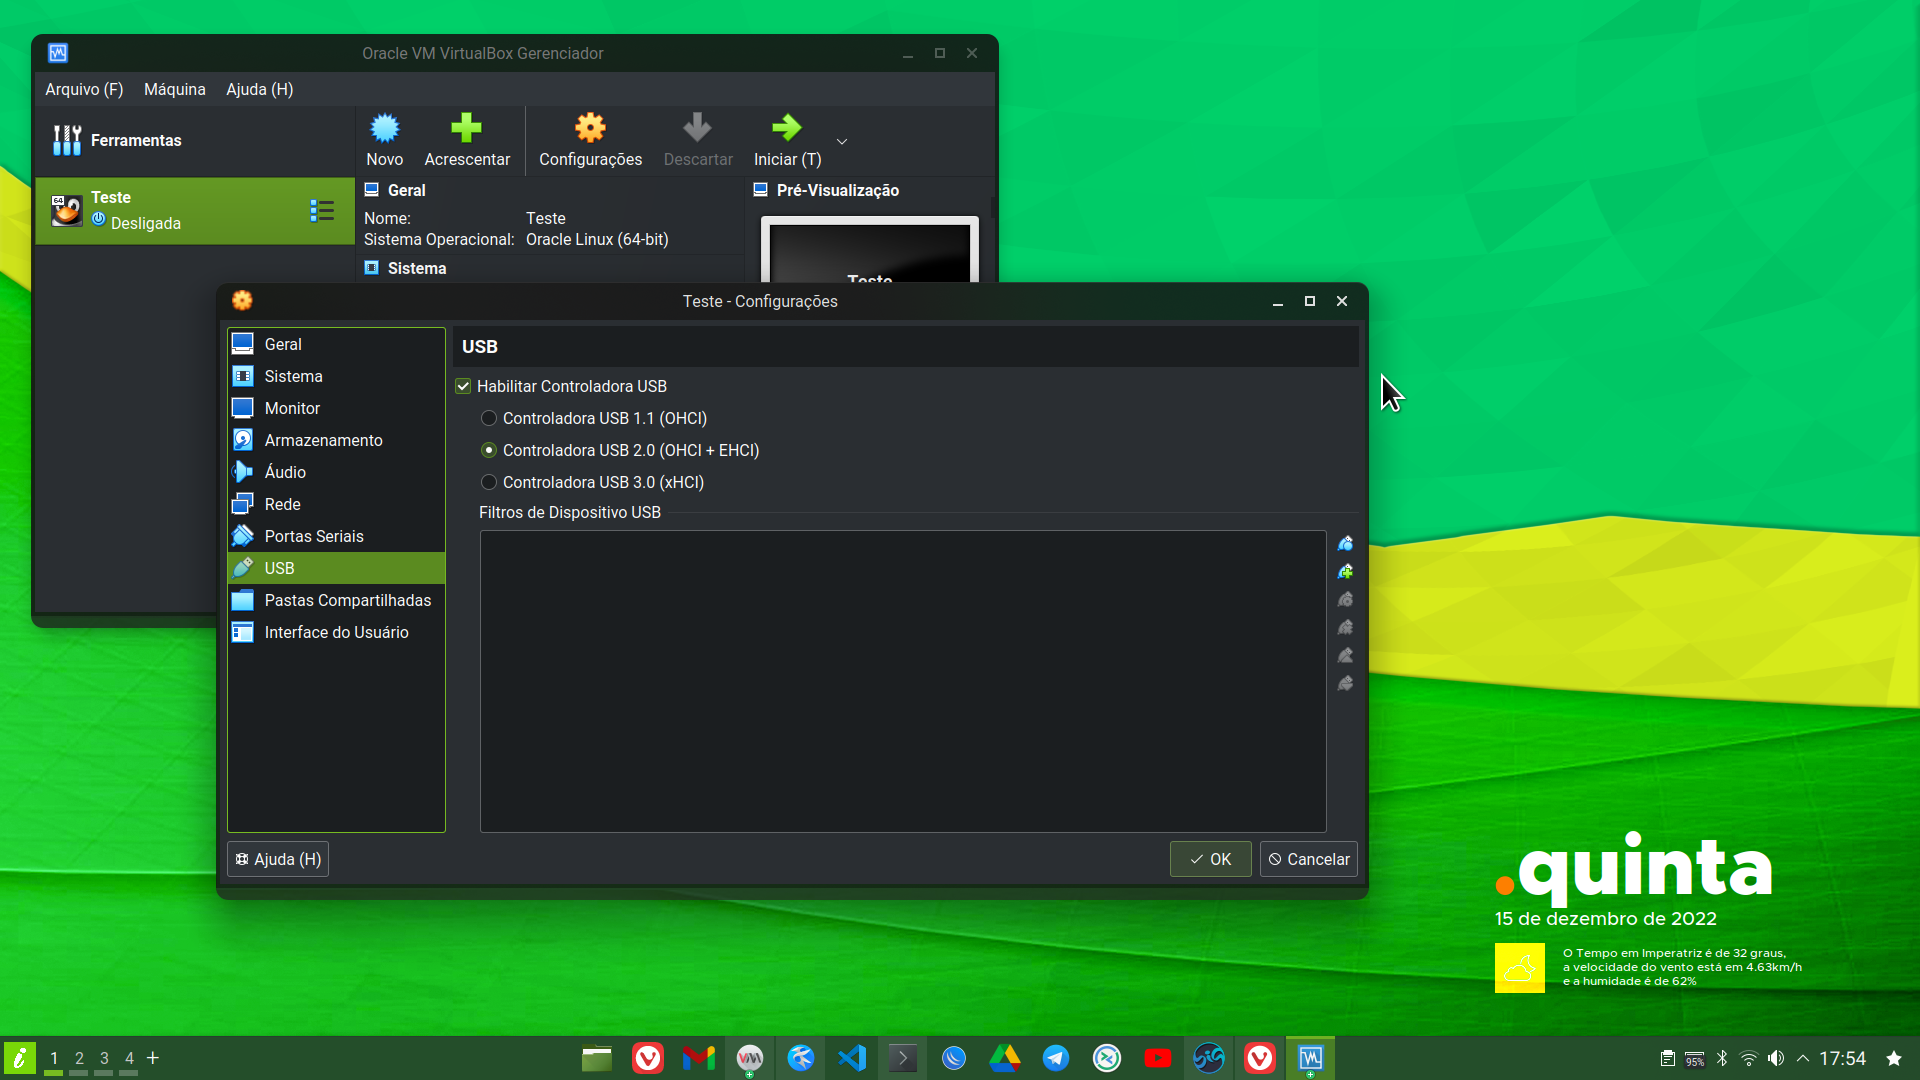 Oracle VM VirtualBox Gerenciador
Arquivo (F) Máquina Ajuda (H)
Ferramentas
Novo Acrescentar Configurações Descartar Iniciar (T)
64
Teste
Desligada
Geral
Nome: Teste
Sistema Operacional: Oracle Linux (64-bit)
Sistema
Pré-Visualização
Teste
Teste - Configurações
Geral
Sistema
Monitor
Armazenamento
Áudio
Rede
Portas Seriais
USB
Pastas Compartilhadas
Interface do Usuário
USB
Habilitar Controladora USB
Controladora USB 1.1 (OHCI)
Controladora USB 2.0 (OHCI + EHCI)
Controladora USB 3.0 (xHCI)
Filtros de Dispositivo USB
Ajuda (H)
OK
Cancelar
.quinta
15 de dezembro de 2022
O Tempo em Imperatriz é de 32 graus,
a velocidade do vento está em 4.63km/h
e a humidade é de 62%
1 2 3 4 +
95%
17:54